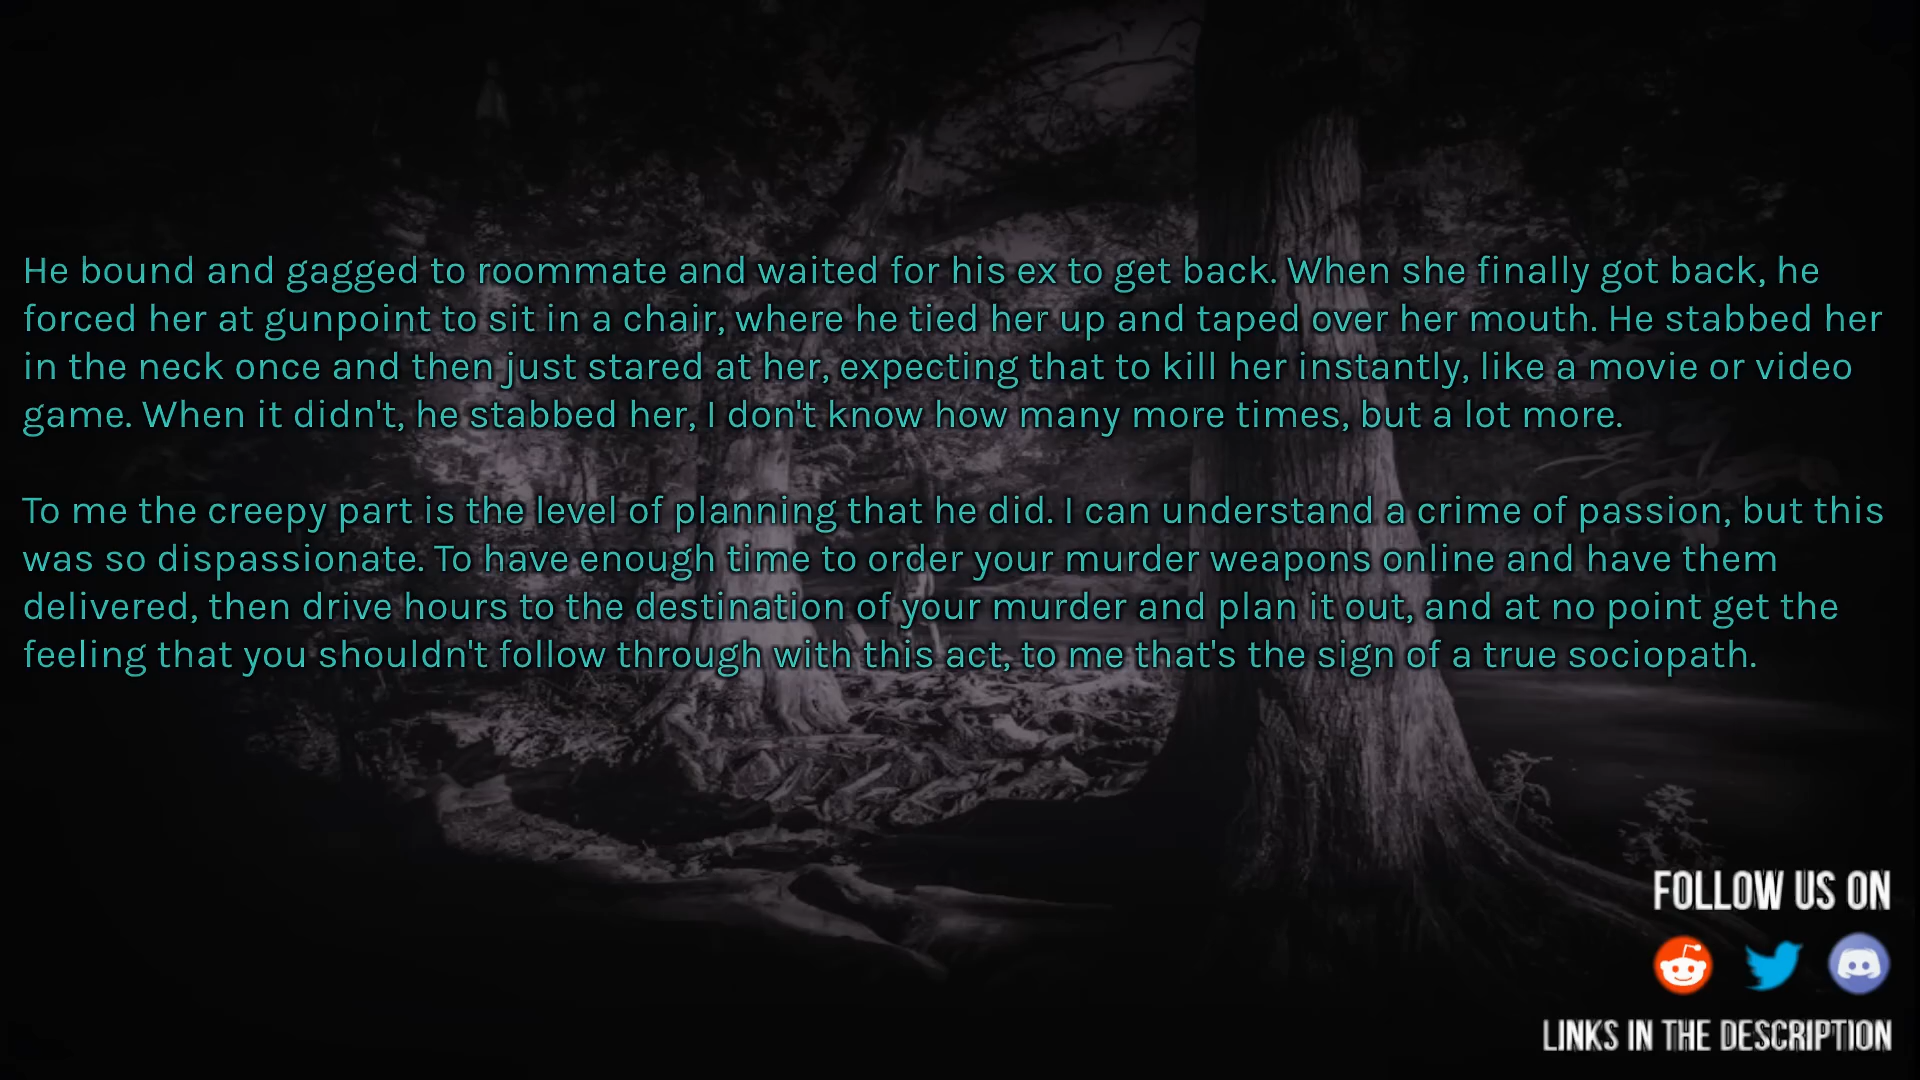 He bound and gagged to roommate and waited for his ex to get back. When she finally got back, he
forced her at gunpoint to sit in a chair, where he tied her up and taped over her mouth. He stabbed her
in the neck once and then just stared at her, expecting that to kill her instantly, like a movie or video
game. When it didn't, he stabbed her, I don't know how many more times, but a lot more.
To me the creepy part is the level of planning that he did. I can understand a crime of passion, but this
was so dispassionate. To have enough time to order your murder weapons online and have them
delivered, then drive hours to the destination of your murder and plan it out, and at no point get the
feeling that you shouldn't follow through with this act, to me that's the sign of a true sociopath.
FOLLOW US ON
LINKS IN THE DESCRIPTION